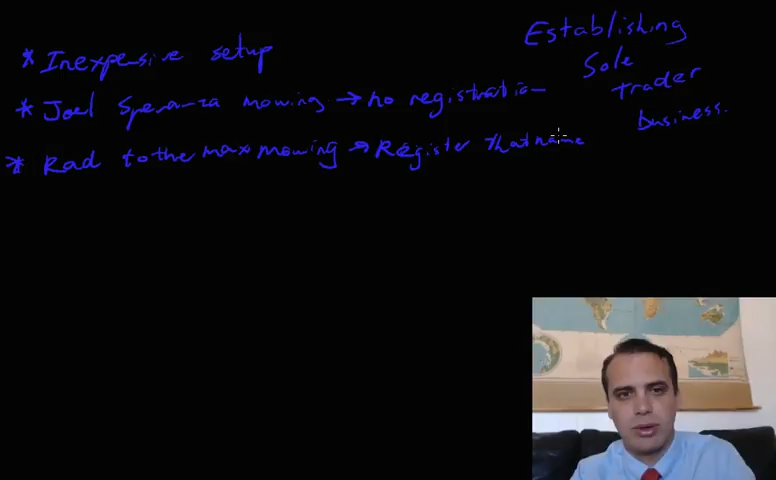 Establishing
Sole
trader
business.
* Inexpensive setup
* Joel Speranza mowing → no registration
* Rad to the max mowing → Register that name